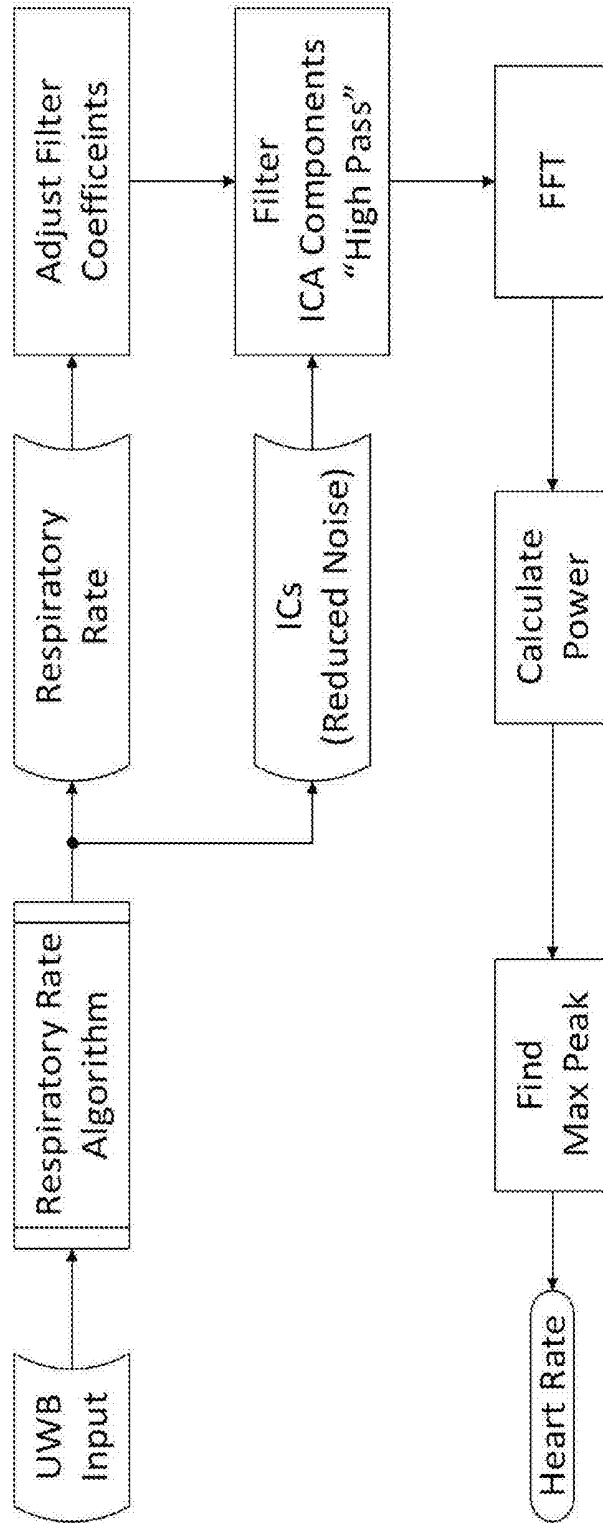 UWB
Input
Respiratory Rate
Algorithm
Respiratory
Rate
Adjust Filter
Coefficeints
ICs
(Reduced Noise)
Filter
ICA Components
“High Pass”
FFT
Calculate
Power
Find
Max Peak
Heart Rate